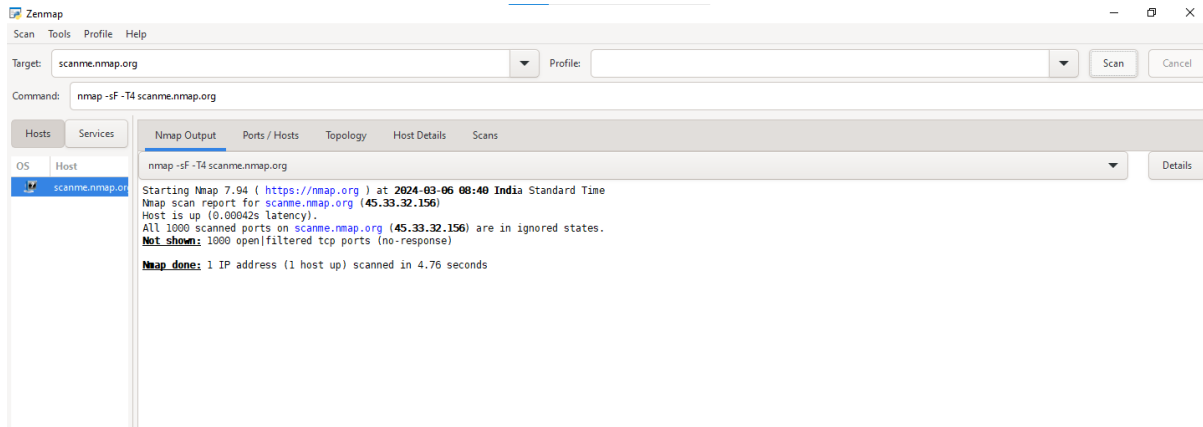 Zenmap
Scan Tools Profile Help
Target: scanme.nmap.org Profile: Scan Cancel
Command: nmap -sF -T4 scanme.nmap.org
Hosts Services Nmap Output Ports / Hosts Topology Host Details Scans
OS Host nmap -sF -T4 scanme.nmap.org Details
scanme.nmap.or
Starting Nmap 7.94 ( https://nmap.org ) at 2024-03-06 08:40 India Standard Time
Nmap scan report for scanme.nmap.org (45.33.32.156)
Host is up (0.00042s latency).
All 1000 scanned ports on scanme.nmap.org (45.33.32.156) are in ignored states.
Not shown: 1000 open|filtered tcp ports (no-response)
Nmap done: 1 IP address (1 host up) scanned in 4.76 seconds